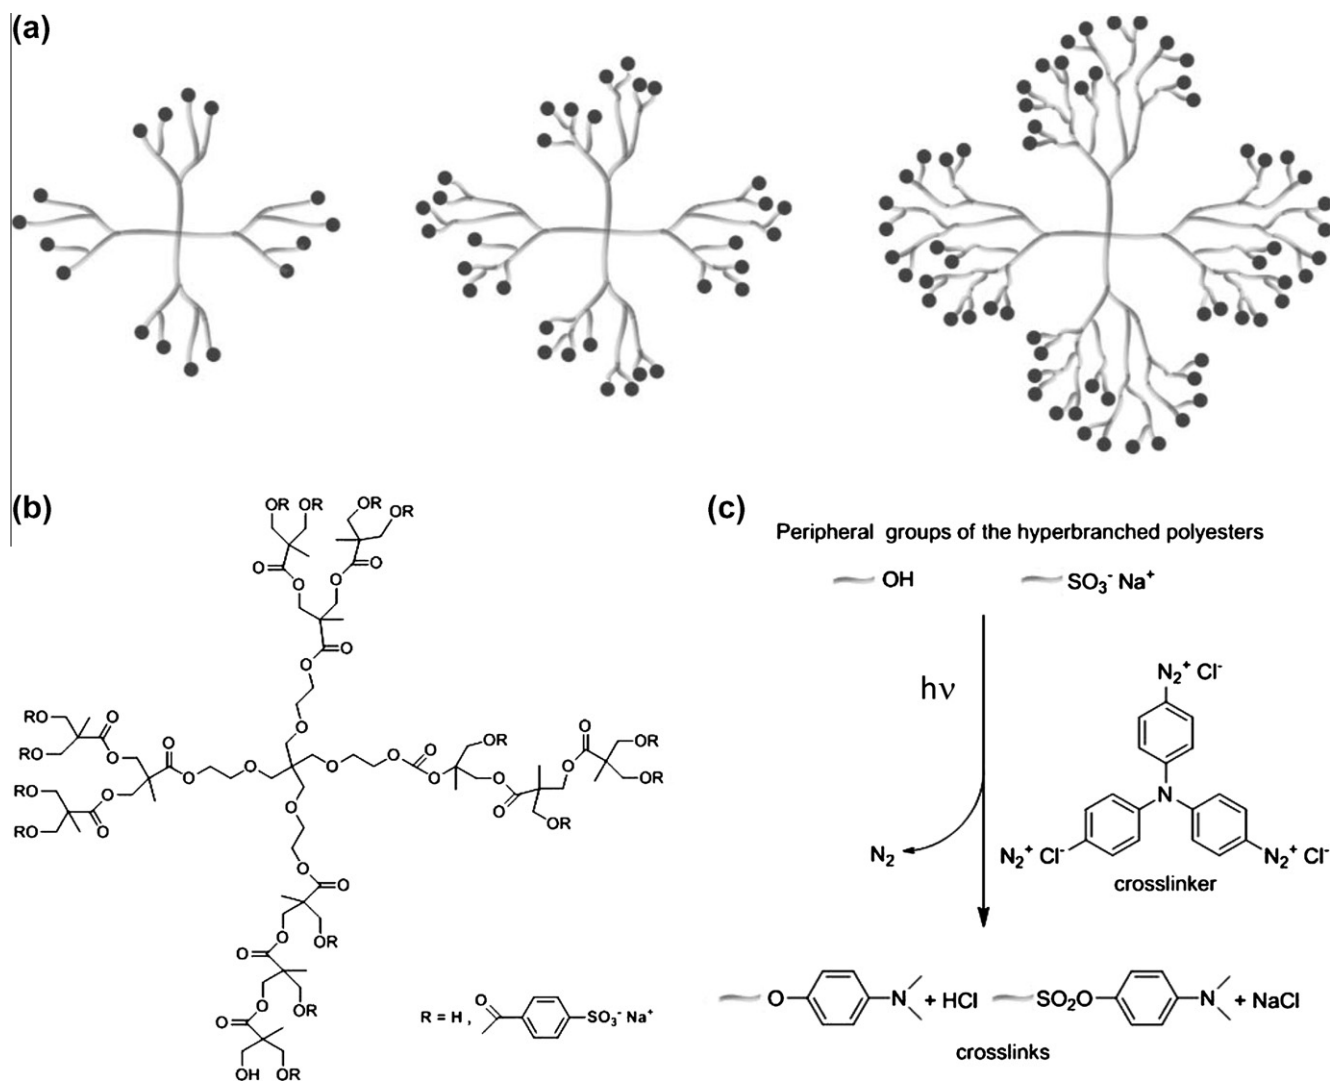 (a)
(b)
OR OR
OR
OR
O O
O O
O
O
O
RO O
RO O
O
RO O
O
RO O
O
O
O
O
O
O
O
OR
O
O
O
OR
OR
OR
O
O
O
O
OR
O
O
OR
O
O
OH OR
R = H , O SO₃⁻ Na⁺
(c)
Peripheral groups of the hyperbranched polyesters
OH SO₃⁻ Na⁺
hν
N₂⁺ Cl⁻
N
N₂⁺ Cl⁻ N₂⁺ Cl⁻
crosslinker
N₂
O N + HCl SO₂O N + NaCl
crosslinks